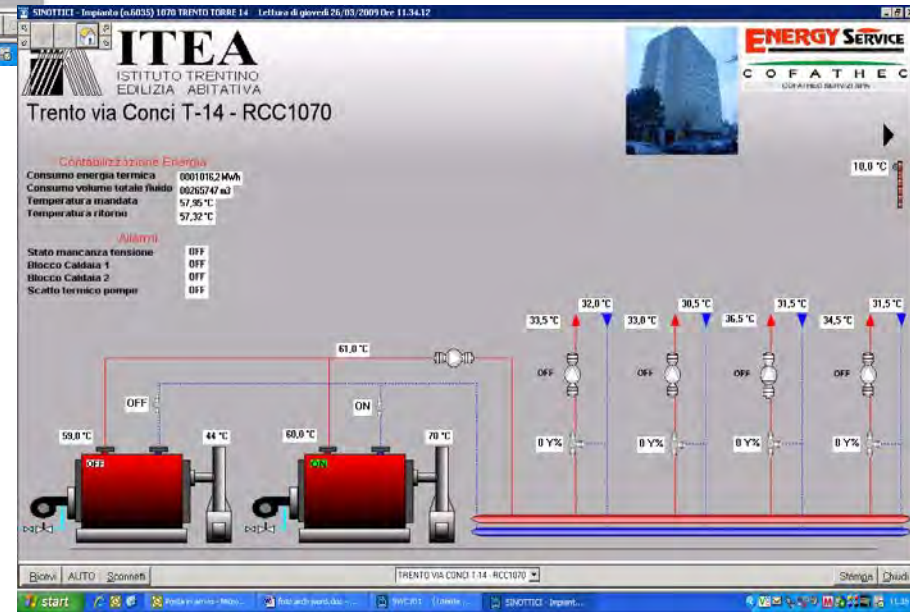 SINOTTICI - Impianto (n.6035) 1070 TRENTO TORRE 14 Lettura di giovedì 26/03/2009 Ore 11.34.12
ITEA
ISTITUTO TRENTINO
EDILIZIA ABITATIVA
ENERGY SERVICE
COFATHEC
COFATHEC SERVIZI SPA
Trento via Conci T-14 - RCC1070
10,0 °C
Contabilizzazione Energia
Consumo energia termica 0001016,2 MWh
Consumo volume totale fluido 00265747 m3
Temperatura mandata 57,95 °C
Temperatura ritorno 57,32 °C
Allarmi
Stato mancanza tensione OFF
Blocco Caldaia 1 OFF
Blocco Caldaia 2 OFF
Scatto termico pompe OFF
32,0 °C 30,5 °C 31,5 °C 31,5 °C
33,5 °C 33,0 °C 36,5 °C 34,5 °C
61,0 °C
OFF OFF OFF OFF
OFF ON
59,0 °C 44 °C 60,0 °C 70 °C
0 Y% 0 Y% 0 Y% 0 Y%
OFF ON
Ricevi AUTO Sconnetti TRENTO VIA CONCI T-14 - RCC1070 Stampa Chiudi
start SINOTTICI - Impiant... 11.35